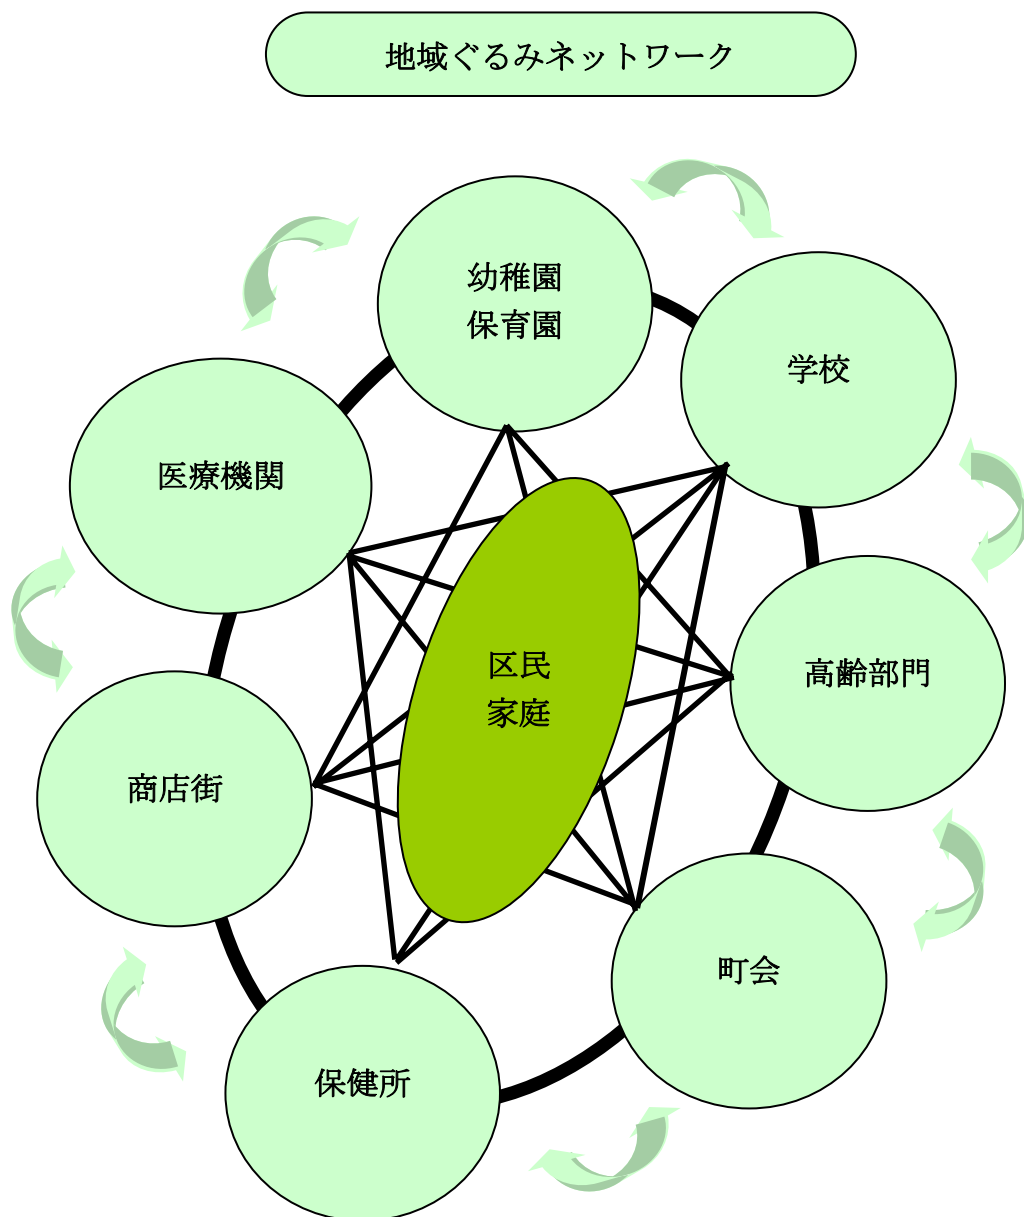 地域ぐるみネットワーク
幼稚園
保育園
学校
医療機関
高齢部門
区民
家庭
商店街
町会
保健所